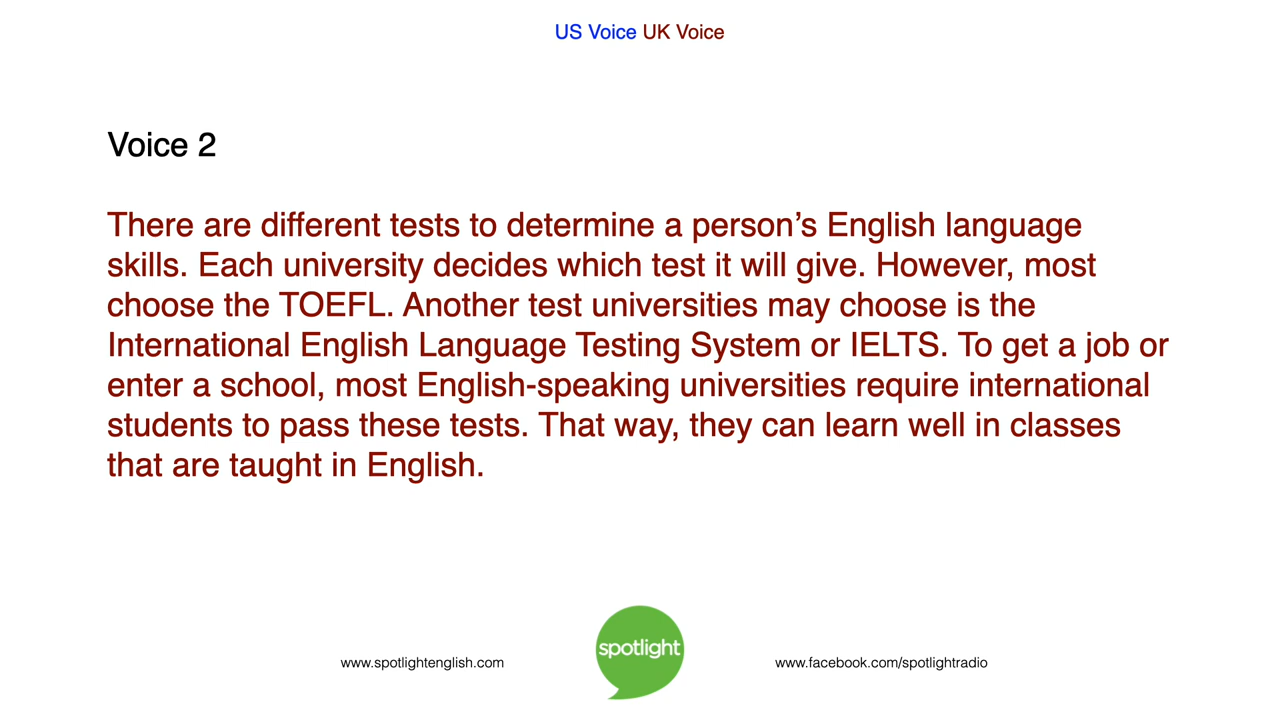 US Voice UK Voice
Voice 2
There are different tests to determine a person’s English language
skills. Each university decides which test it will give. However, most
choose the TOEFL. Another test universities may choose is the
International English Language Testing System or IELTS. To get a job or
enter a school, most English-speaking universities require international
students to pass these tests. That way, they can learn well in classes
that are taught in English.
spotlight
www.spotlightenglish.com
www.facebook.com/spotlightradio